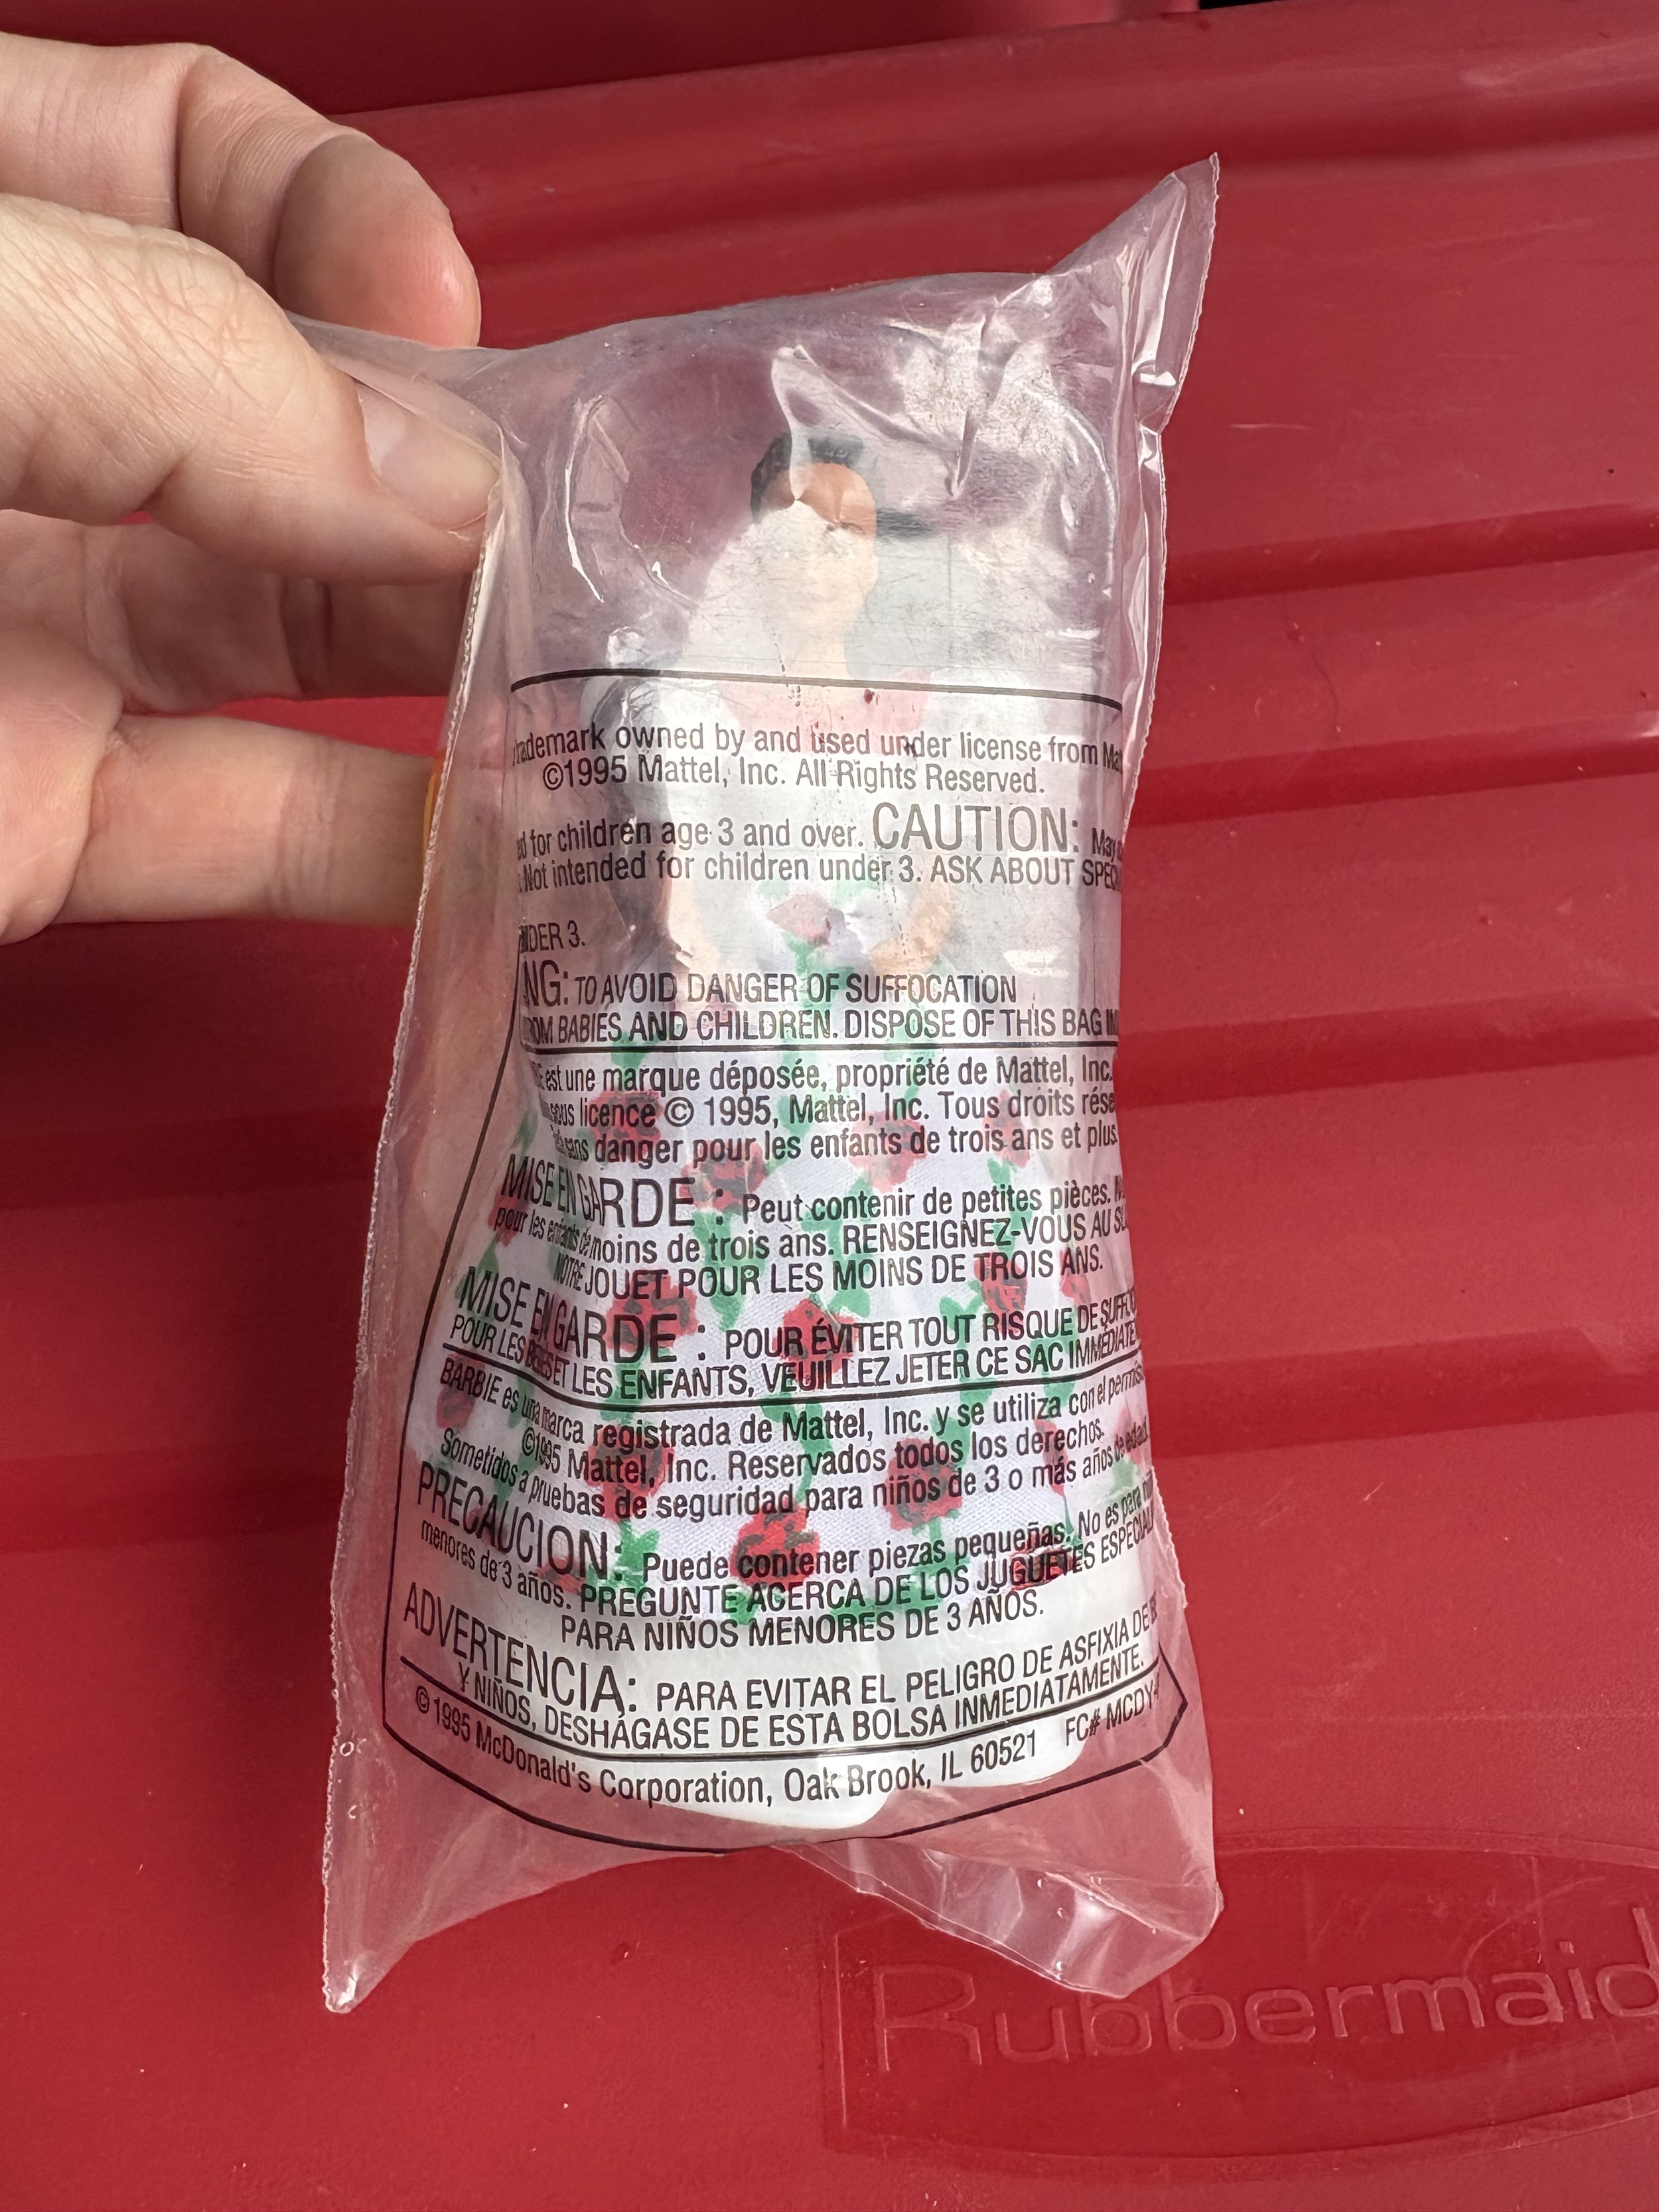 owned by and used under license from
©1995 Mattel, Inc. All Rights Reserved.
for children age 3 and over. CAUTION: May
Not intended for children under 3. ASK ABOUT
3.
TO AVOID DANGER OF SUFFOCATION
BABIES AND CHILDREN. DISPOSE OF THIS BAG
est une marque déposée, propriété de Mattel, Inc.
sous licence © 1995, Mattel, Inc. Tous droits
sans danger pour les enfants de trois ans et plus.
MISE EN GARDE : Peut contenir de petites pièces.
pour les enfants de moins de trois ans. RENSEIGNEZ-VOUS AU
NOTRE JOUET POUR LES MOINS DE TROIS ANS.
MISE EN GARDE : POUR ÉVITER TOUT RISQUE DE
POUR LES BÉBÉS ET LES ENFANTS, VEUILLEZ JETER CE SAC
BARBIE es una marca registrada de Mattel, Inc. y se utiliza con el
©1995 Mattel, Inc. Reservados todos los derechos.
Sometidos a pruebas de seguridad para niños de 3 o más años de edad.
PRECAUCION: Puede contener piezas pequeñas. No es para
menores de 3 años. PREGUNTE ACERCA DE LOS JUGUETES
PARA NIÑOS MENORES DE 3 AÑOS.
ADVERTENCIA: PARA EVITAR EL PELIGRO DE ASFIXIA DE
Y NIÑOS, DESHÁGASE DE ESTA BOLSA INMEDIATAMENTE.
©1995 McDonald's Corporation, Oak Brook, IL 60521 FC#
Rubbermaid